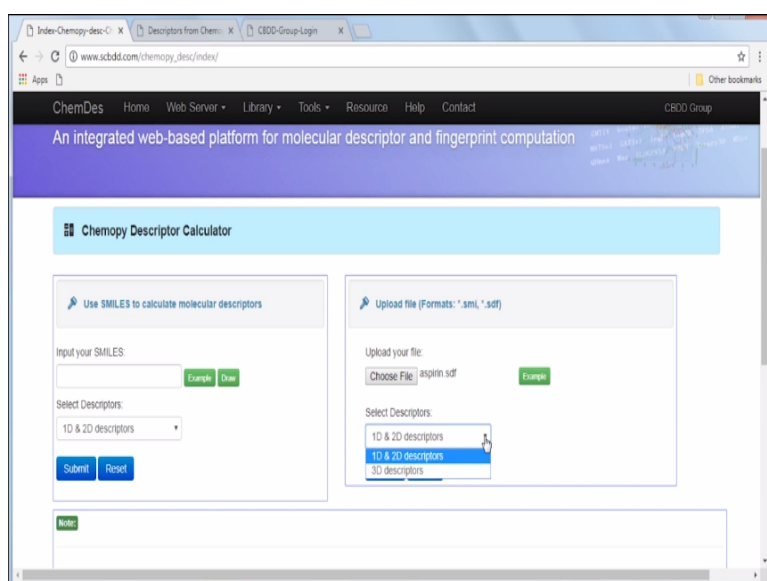 Index-Chemopy-desc-C
Descriptors from Chemo
CBDD-Group-Login
www.scbdd.com/chemopy_desc/index/
Apps
Other bookmarks
ChemDes Home Web Server Library Tools Resource Help Contact CBDD Group
An integrated web-based platform for molecular descriptor and fingerprint computation
Chemopy Descriptor Calculator
Use SMILES to calculate molecular descriptors
Input your SMILES:
Example Draw
Select Descriptors:
1D & 2D descriptors
Submit Reset
Upload file (Formats: *.smi, *.sdf)
Upload your file:
Choose File aspirin.sdf Example
Select Descriptors:
1D & 2D descriptors
1D & 2D descriptors
3D descriptors
Note: